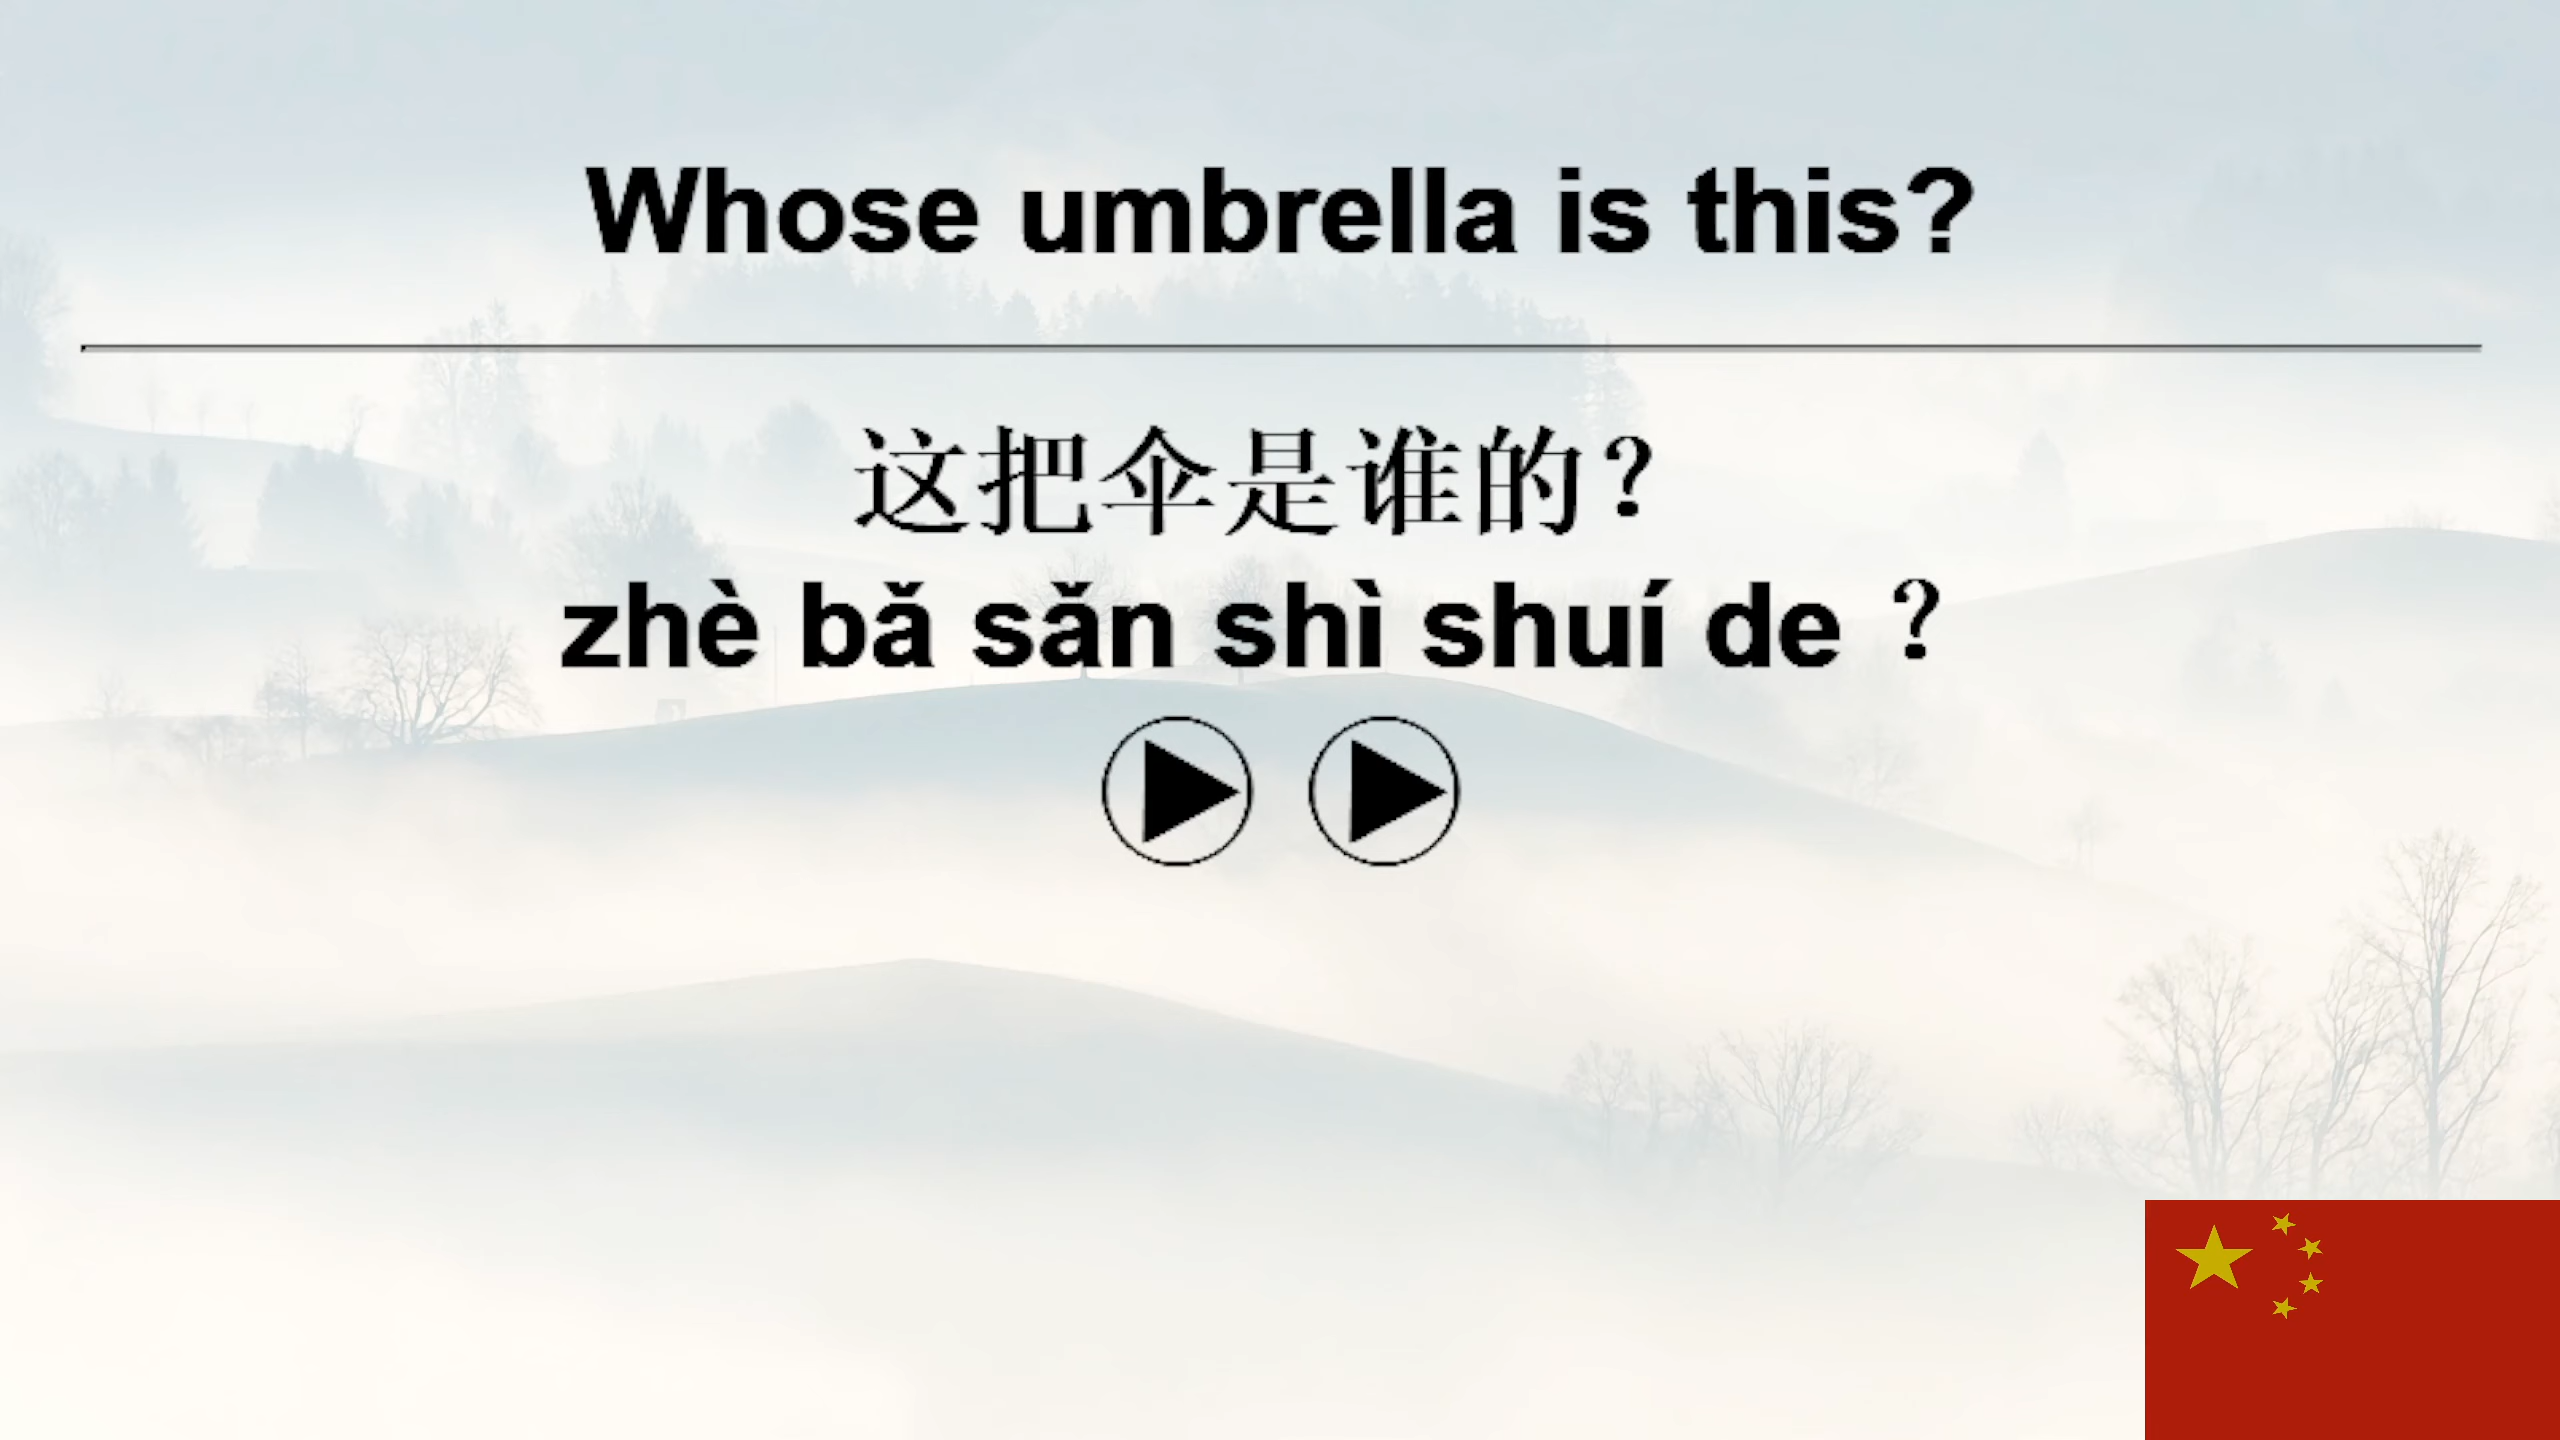 Whose umbrella is this?
这把伞是谁的？
zhè bǎ sǎn shì shuí de ？